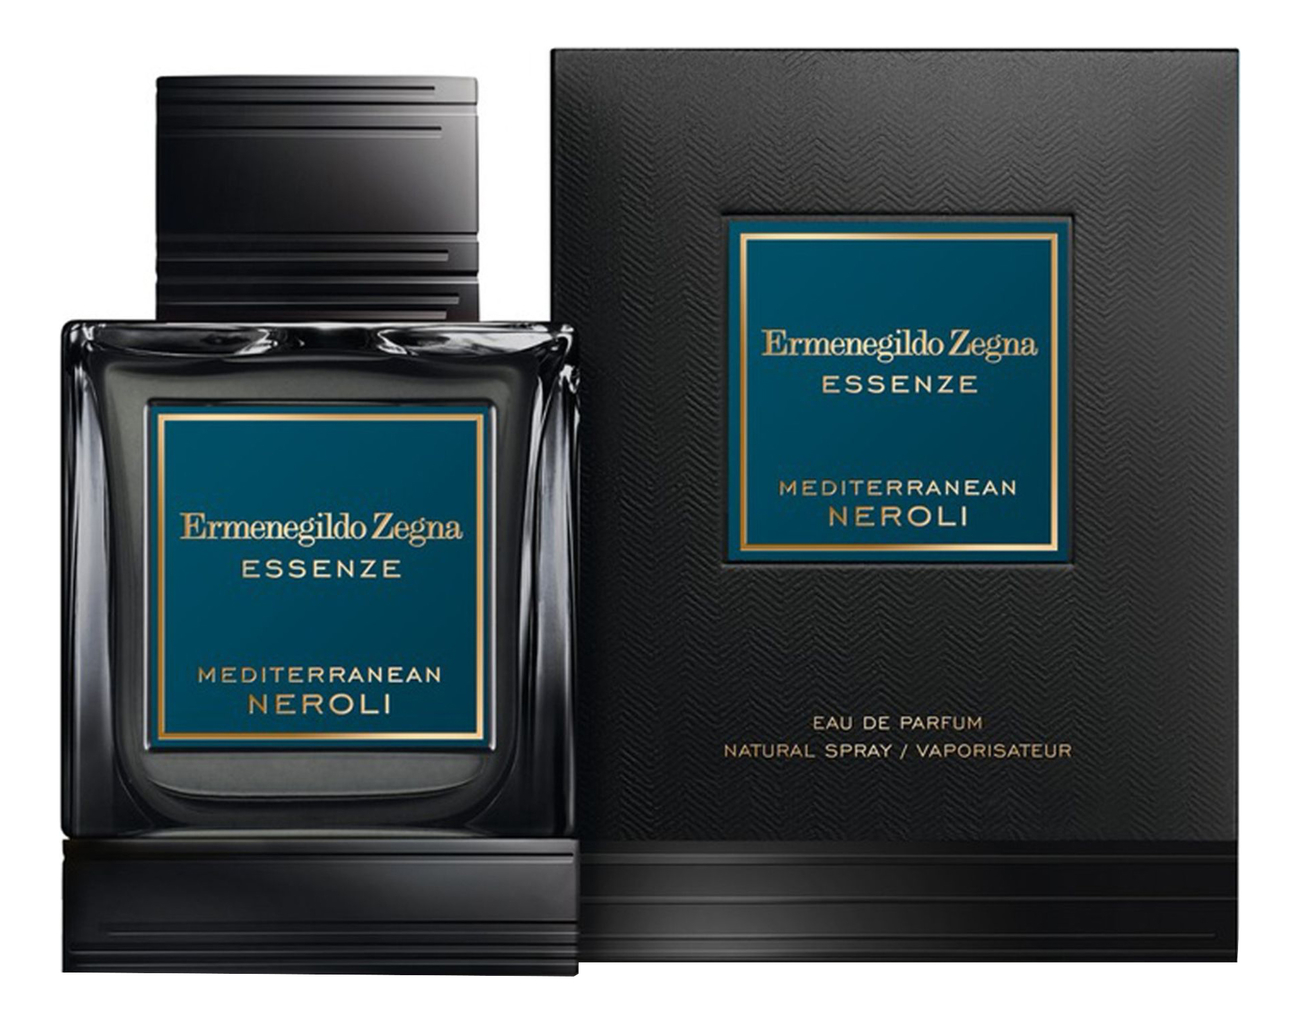 Ermenegildo Zegna
ESSENZE
MEDITERRANEAN
NEROLI
Ermenegildo Zegna
ESSENZE
MEDITERRANEAN
NEROLI
EAU DE PARFUM
NATURAL SPRAY / VAPORISATEUR